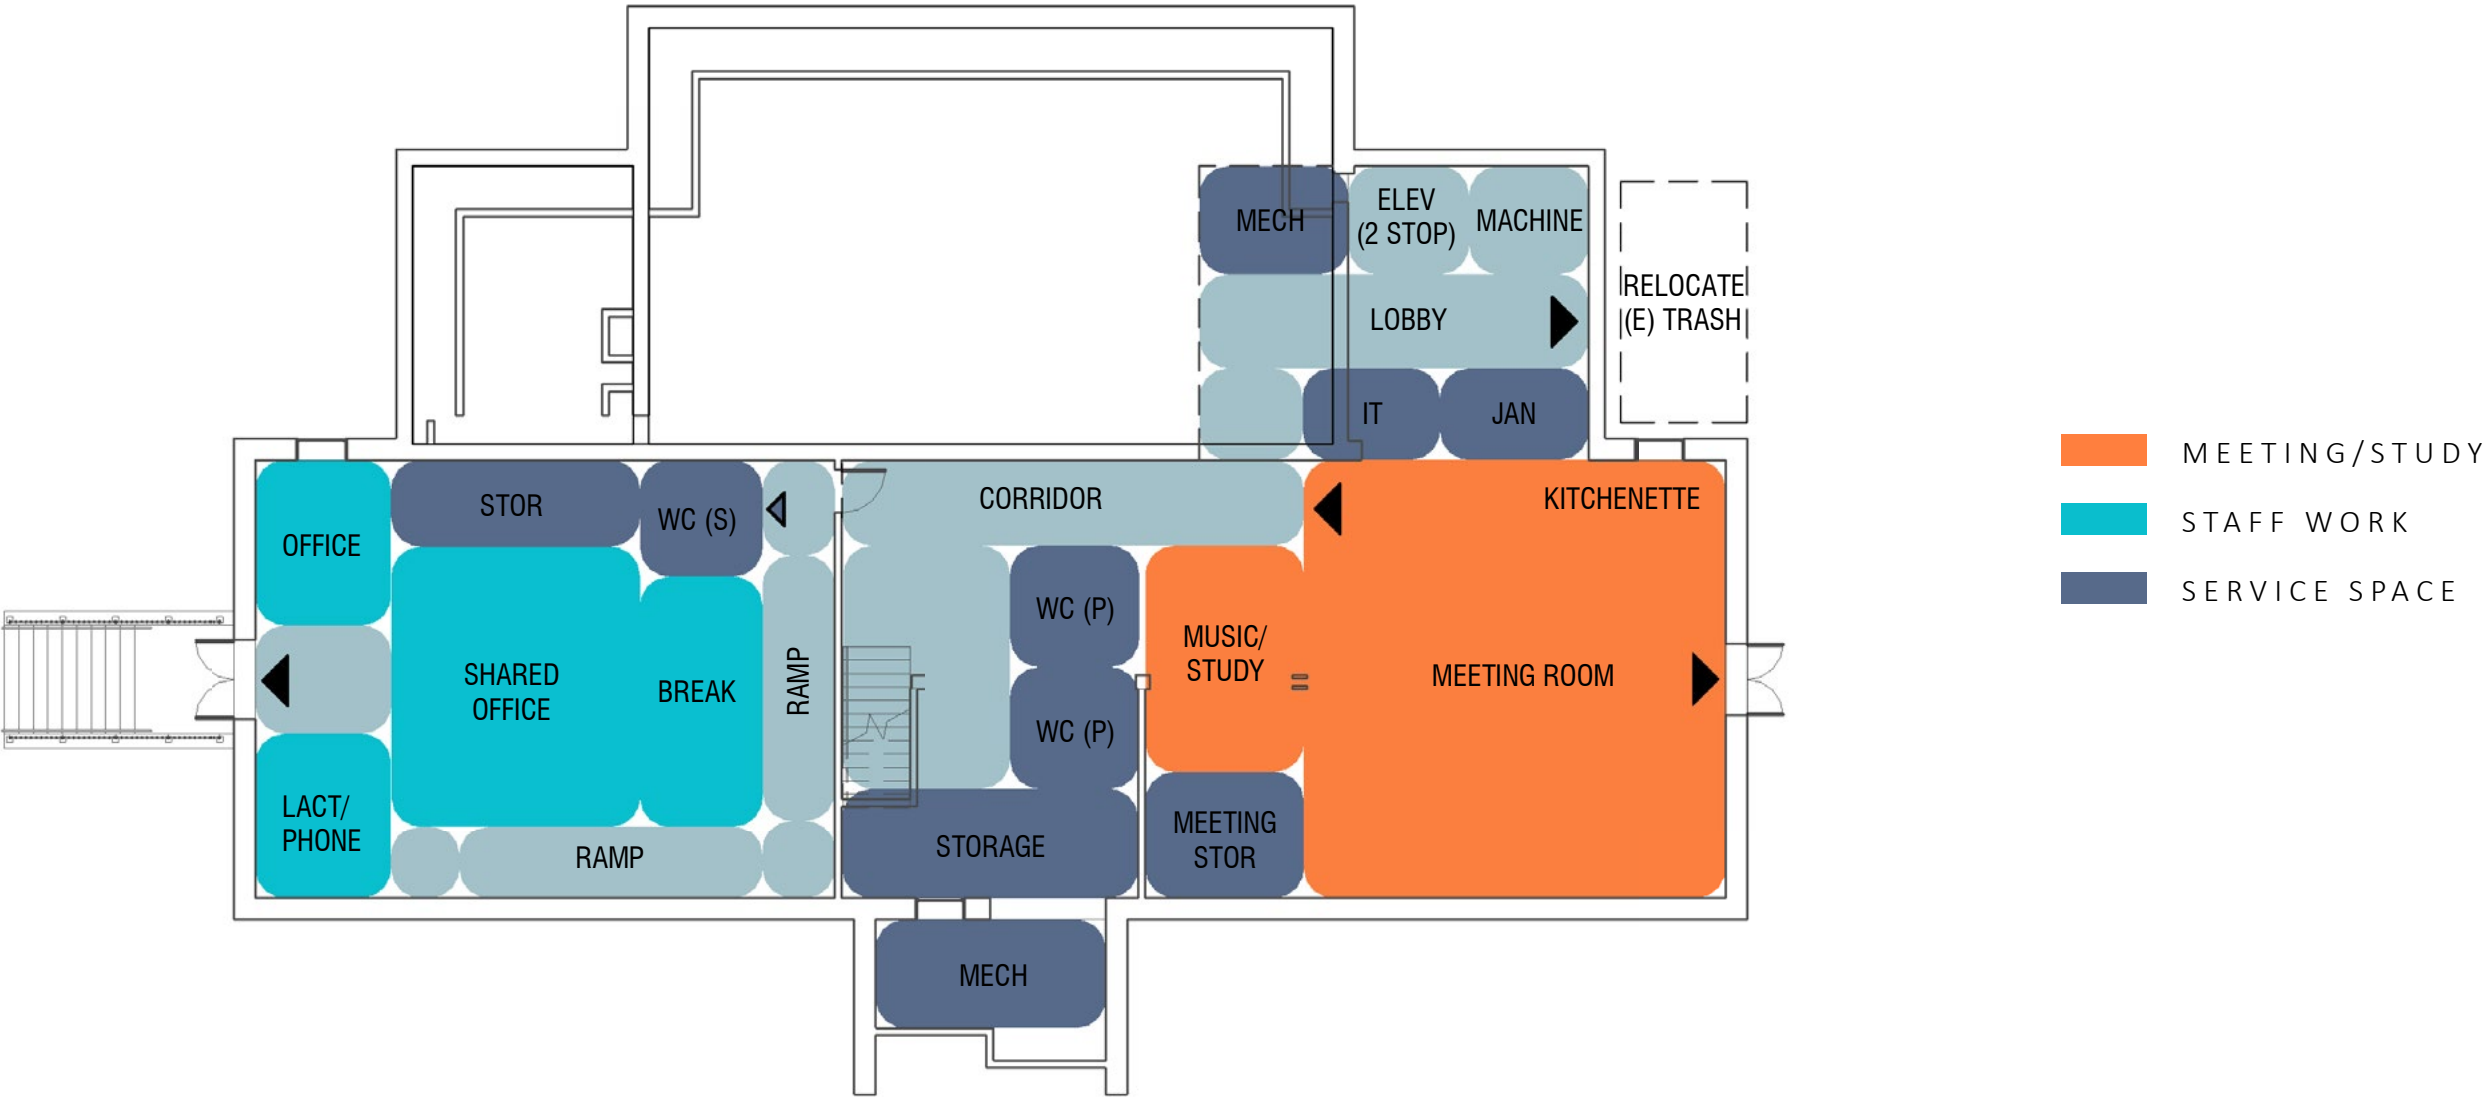 MECH
ELEV
(2 STOP)
MACHINE
LOBBY
RELOCATE
(E) TRASH
IT
JAN
OFFICE
STOR
WC (S)
CORRIDOR
KITCHENETTE
SHARED
OFFICE
BREAK
RAMP
WC (P)
WC (P)
MUSIC/
STUDY
MEETING ROOM
LACT/
PHONE
RAMP
STORAGE
MEETING
STOR
MECH
MEETING/STUDY
STAFF WORK
SERVICE SPACE